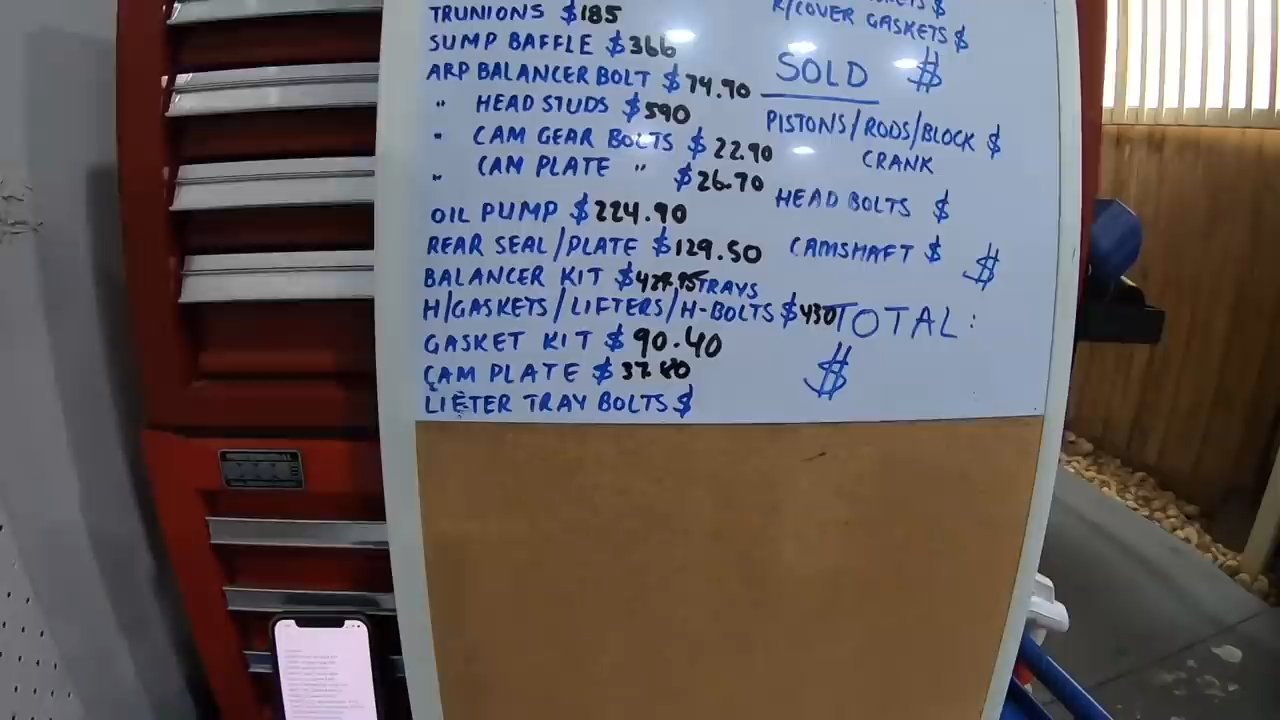 TRUNIONS $185
SUMP BAFFLE $366
ARP BALANCER BOLT $74.90
" HEAD STUDS $590
" CAM GEAR BOLTS $22.90
" CAM PLATE " $26.70
OIL PUMP $224.90
REAR SEAL/PLATE $129.50
BALANCER KIT $
H/GASKETS/LIFTERS/H-BOLTS $430
TRAYS
GASKET KIT $90.40
CAM PLATE $37.80
LIFTER TRAY BOLTS $
R/COVER GASKETS $
SOLD $
PISTONS/RODS/BLOCK $
CRANK
HEAD BOLTS $
CAMSHAFT $ $
TOTAL:
$